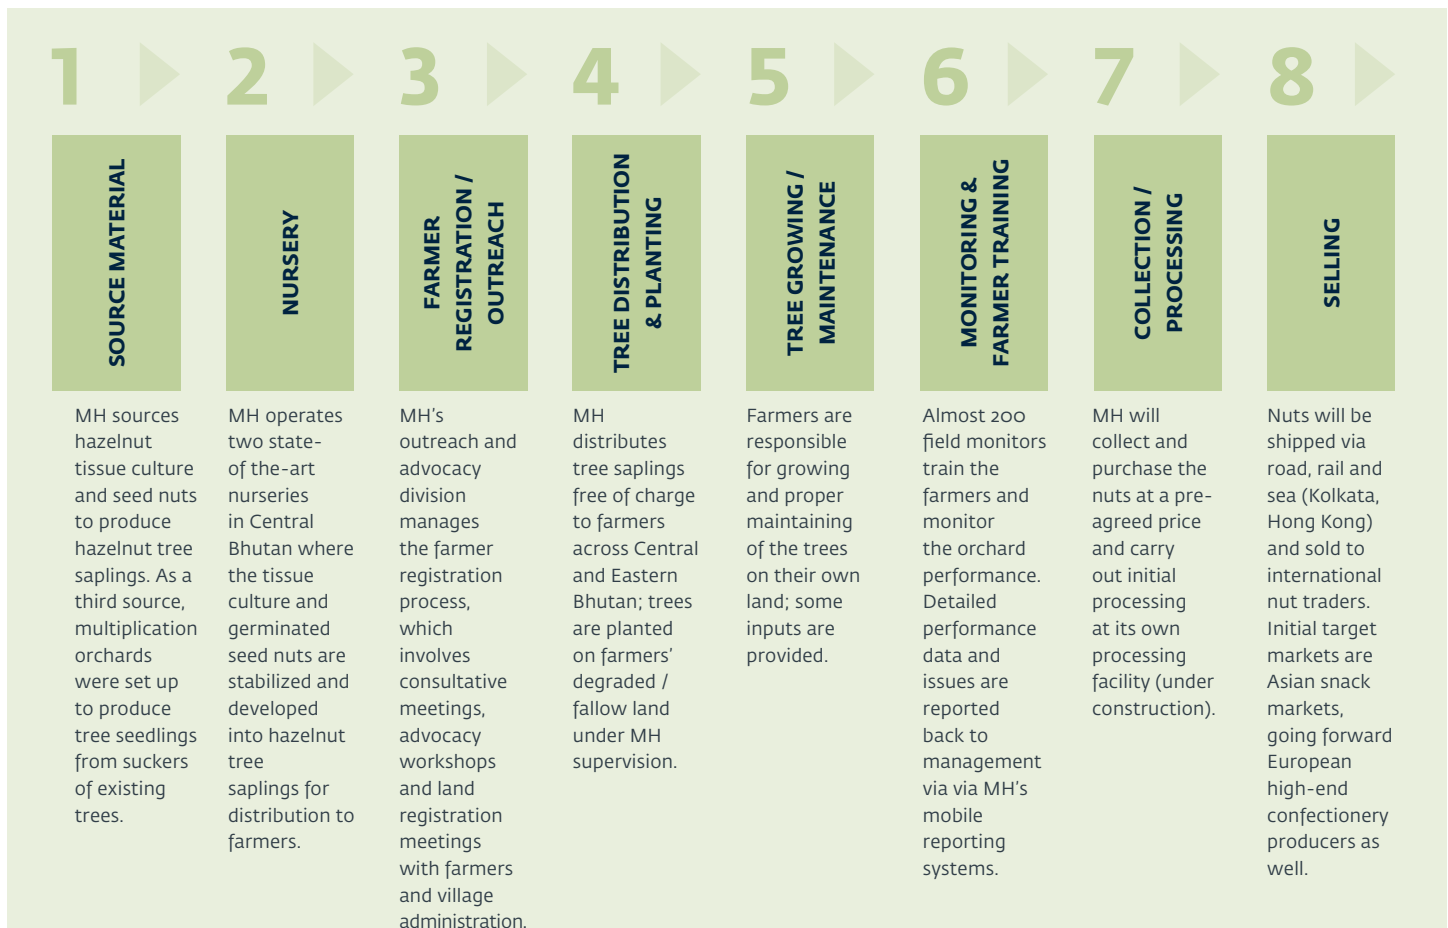 1
2
3
4
5
6
7
8
SOURCE MATERIAL
MH sources
hazelnut
tissue culture
and seed nuts
to produce
hazelnut tree
saplings. As a
third source,
multiplication
orchards
were set up
to produce
tree seedlings
from suckers
of existing
trees.
NURSERY
MH operates
two state-
of the-art
nurseries
in Central
Bhutan where
the tissue
culture and
germinated
seed nuts are
stabilized and
developed
into hazelnut
tree
saplings for
distribution to
farmers.
FARMER
REGISTRATION /
OUTREACH
MH's
outreach and
advocacy
division
manages
the farmer
registration
process,
which
involves
consultative
meetings,
advocacy
workshops
and land
registration
meetings
with farmers
and village
administration.
TREE DISTRIBUTION
& PLANTING
MH
distributes
tree saplings
free of charge
to farmers
across Central
and Eastern
Bhutan; trees
are planted
on farmers'
degraded /
fallow land
under MH
supervision.
TREE GROWING /
MAINTENANCE
Farmers are
responsible
for growing
and proper
maintaining
of the trees
on their own
land; some
inputs are
provided.
MONITORING &
FARMER TRAINING
Almost 200
field monitors
train the
farmers and
monitor
the orchard
performance.
Detailed
performance
data and
issues are
reported
back to
management
via via MH's
mobile
reporting
systems.
COLLECTION /
PROCESSING
MH will
collect and
purchase the
nuts at a pre-
agreed price
and carry
out initial
processing
at its own
processing
facility (under
construction).
SELLING
Nuts will be
shipped via
road, rail and
sea (Kolkata,
Hong Kong)
and sold to
international
nut traders.
Initial target
markets are
Asian snack
markets,
going forward
European
high-end
confectionery
producers as
well.